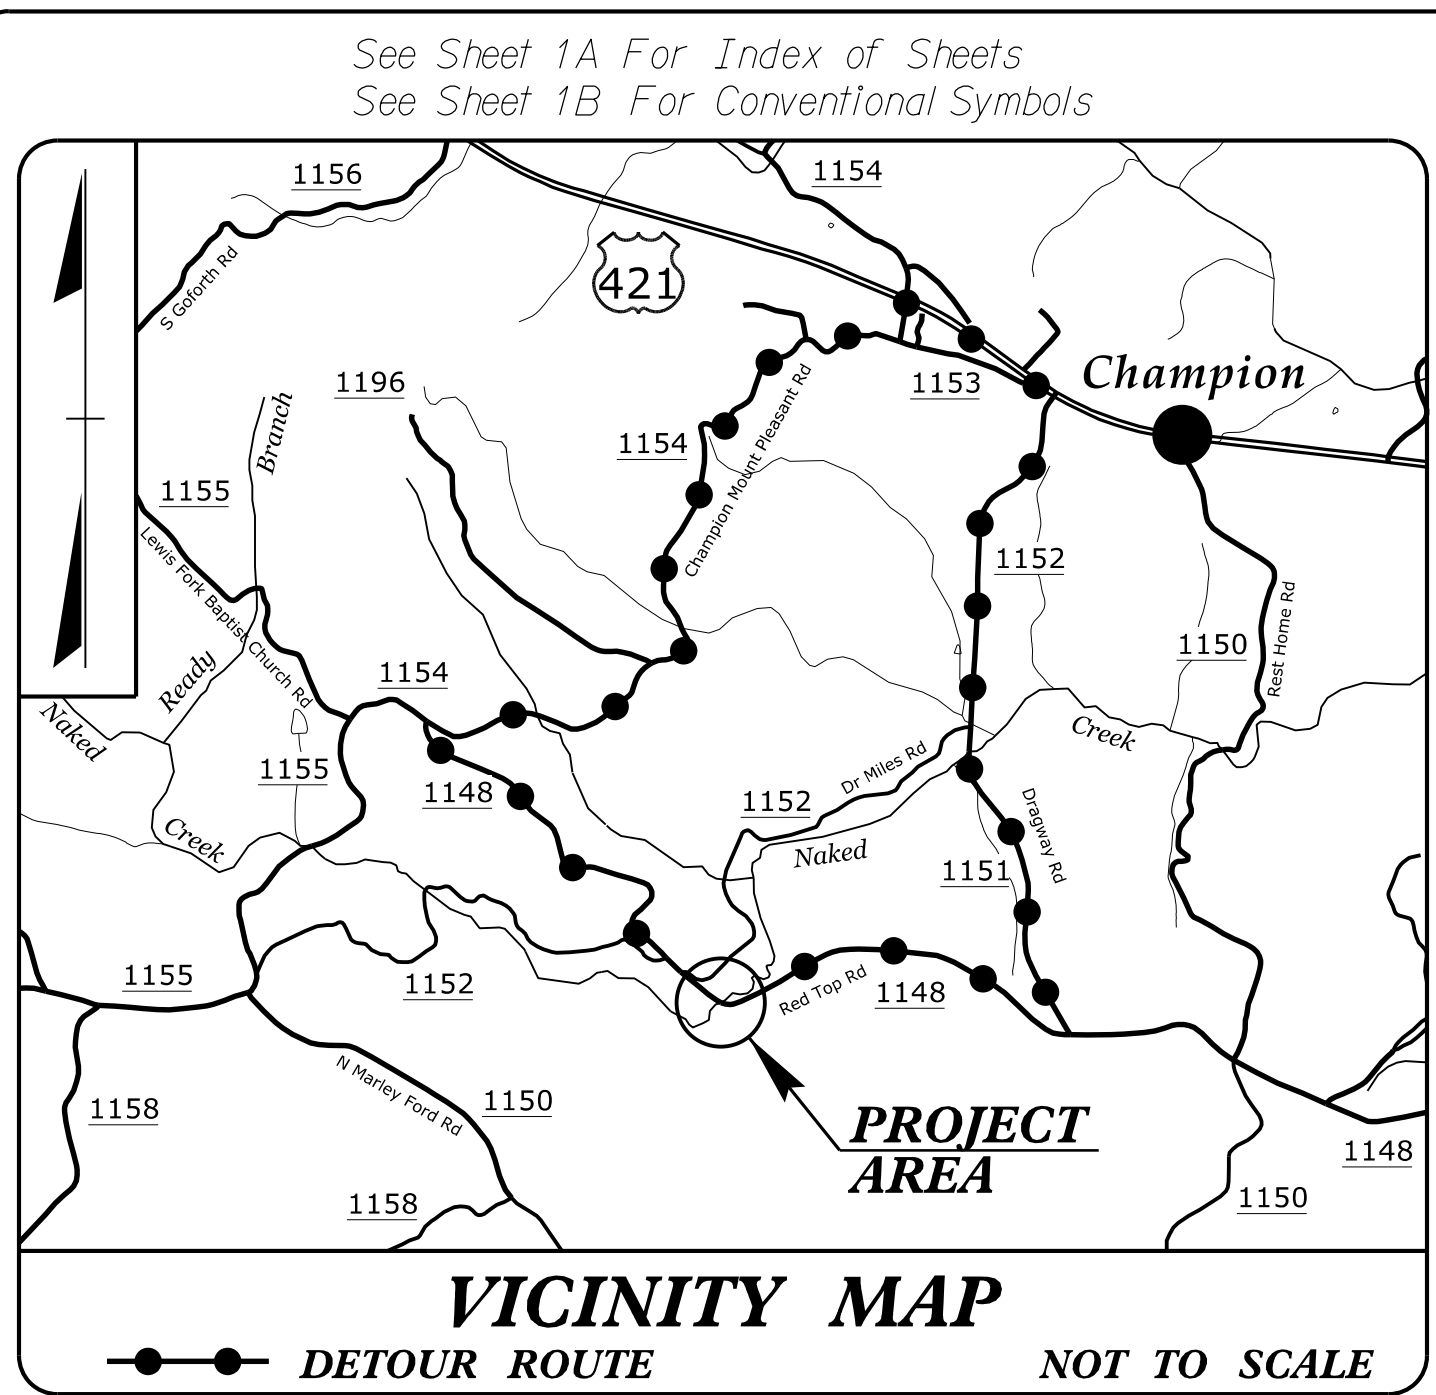 See Sheet 1A For Index of Sheets
See Sheet 1B For Conventional Symbols
1156
1154
S Goforth Rd
421
1196
1153
Champion
Branch
1154
Champion Mount Pleasant Rd
1155
Lewis Fork Baptist Church Rd
1152
1150
Rest Home Rd
Ready
1154
Naked
Creek
1155
1148
Dr Miles Rd
1152
Dragway Rd
Creek
Naked
1151
1155
1152
Red Top Rd
1148
N Marley Ford Rd
1158
1150
PROJECT
AREA
1148
1158
1150
VICINITY MAP
DETOUR ROUTE
NOT TO SCALE